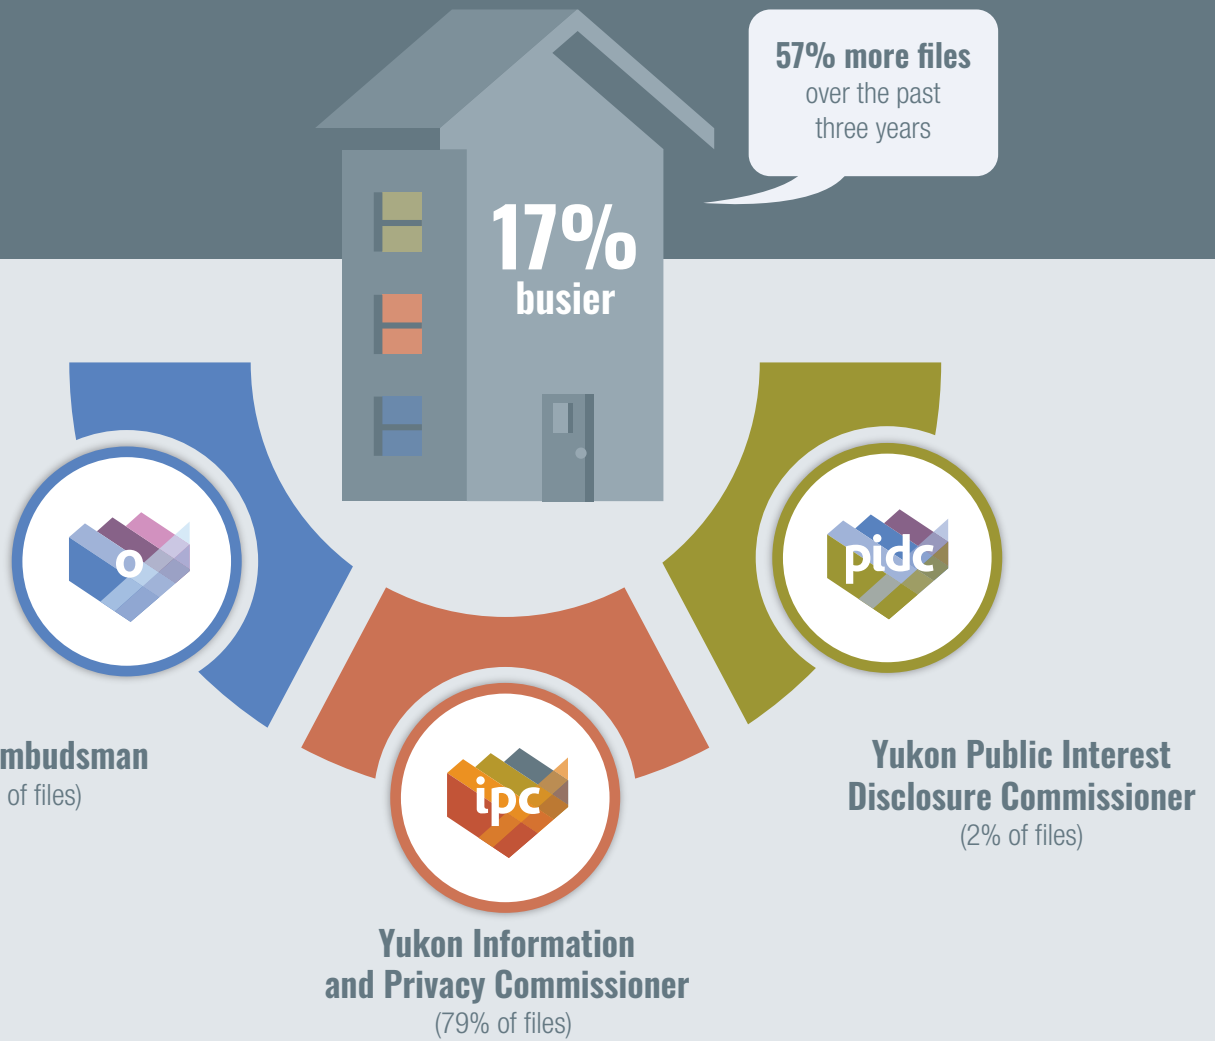 57% more files
over the past
three years
17%
busier
o
pidc
mbudsman
of files)
ipc
Yukon Public Interest
Disclosure Commissioner
(2% of files)
Yukon Information
and Privacy Commissioner
(79% of files)